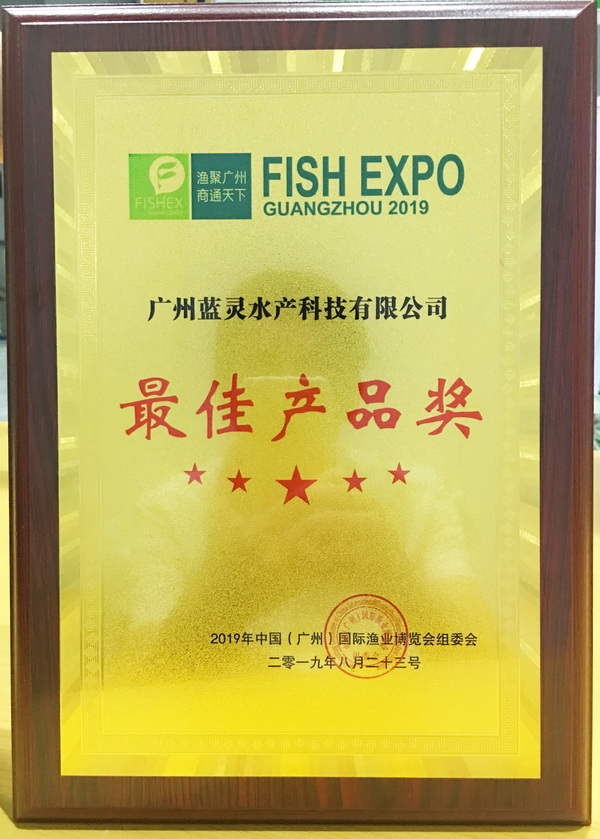 FISHEX
渔聚广州
商通天下
FISH EXPO
GUANGZHOU 2019
广州蓝灵水产科技有限公司
最佳产品奖
2019年中国（广州）国际渔业博览会组委会
二零一九年八月二十三号